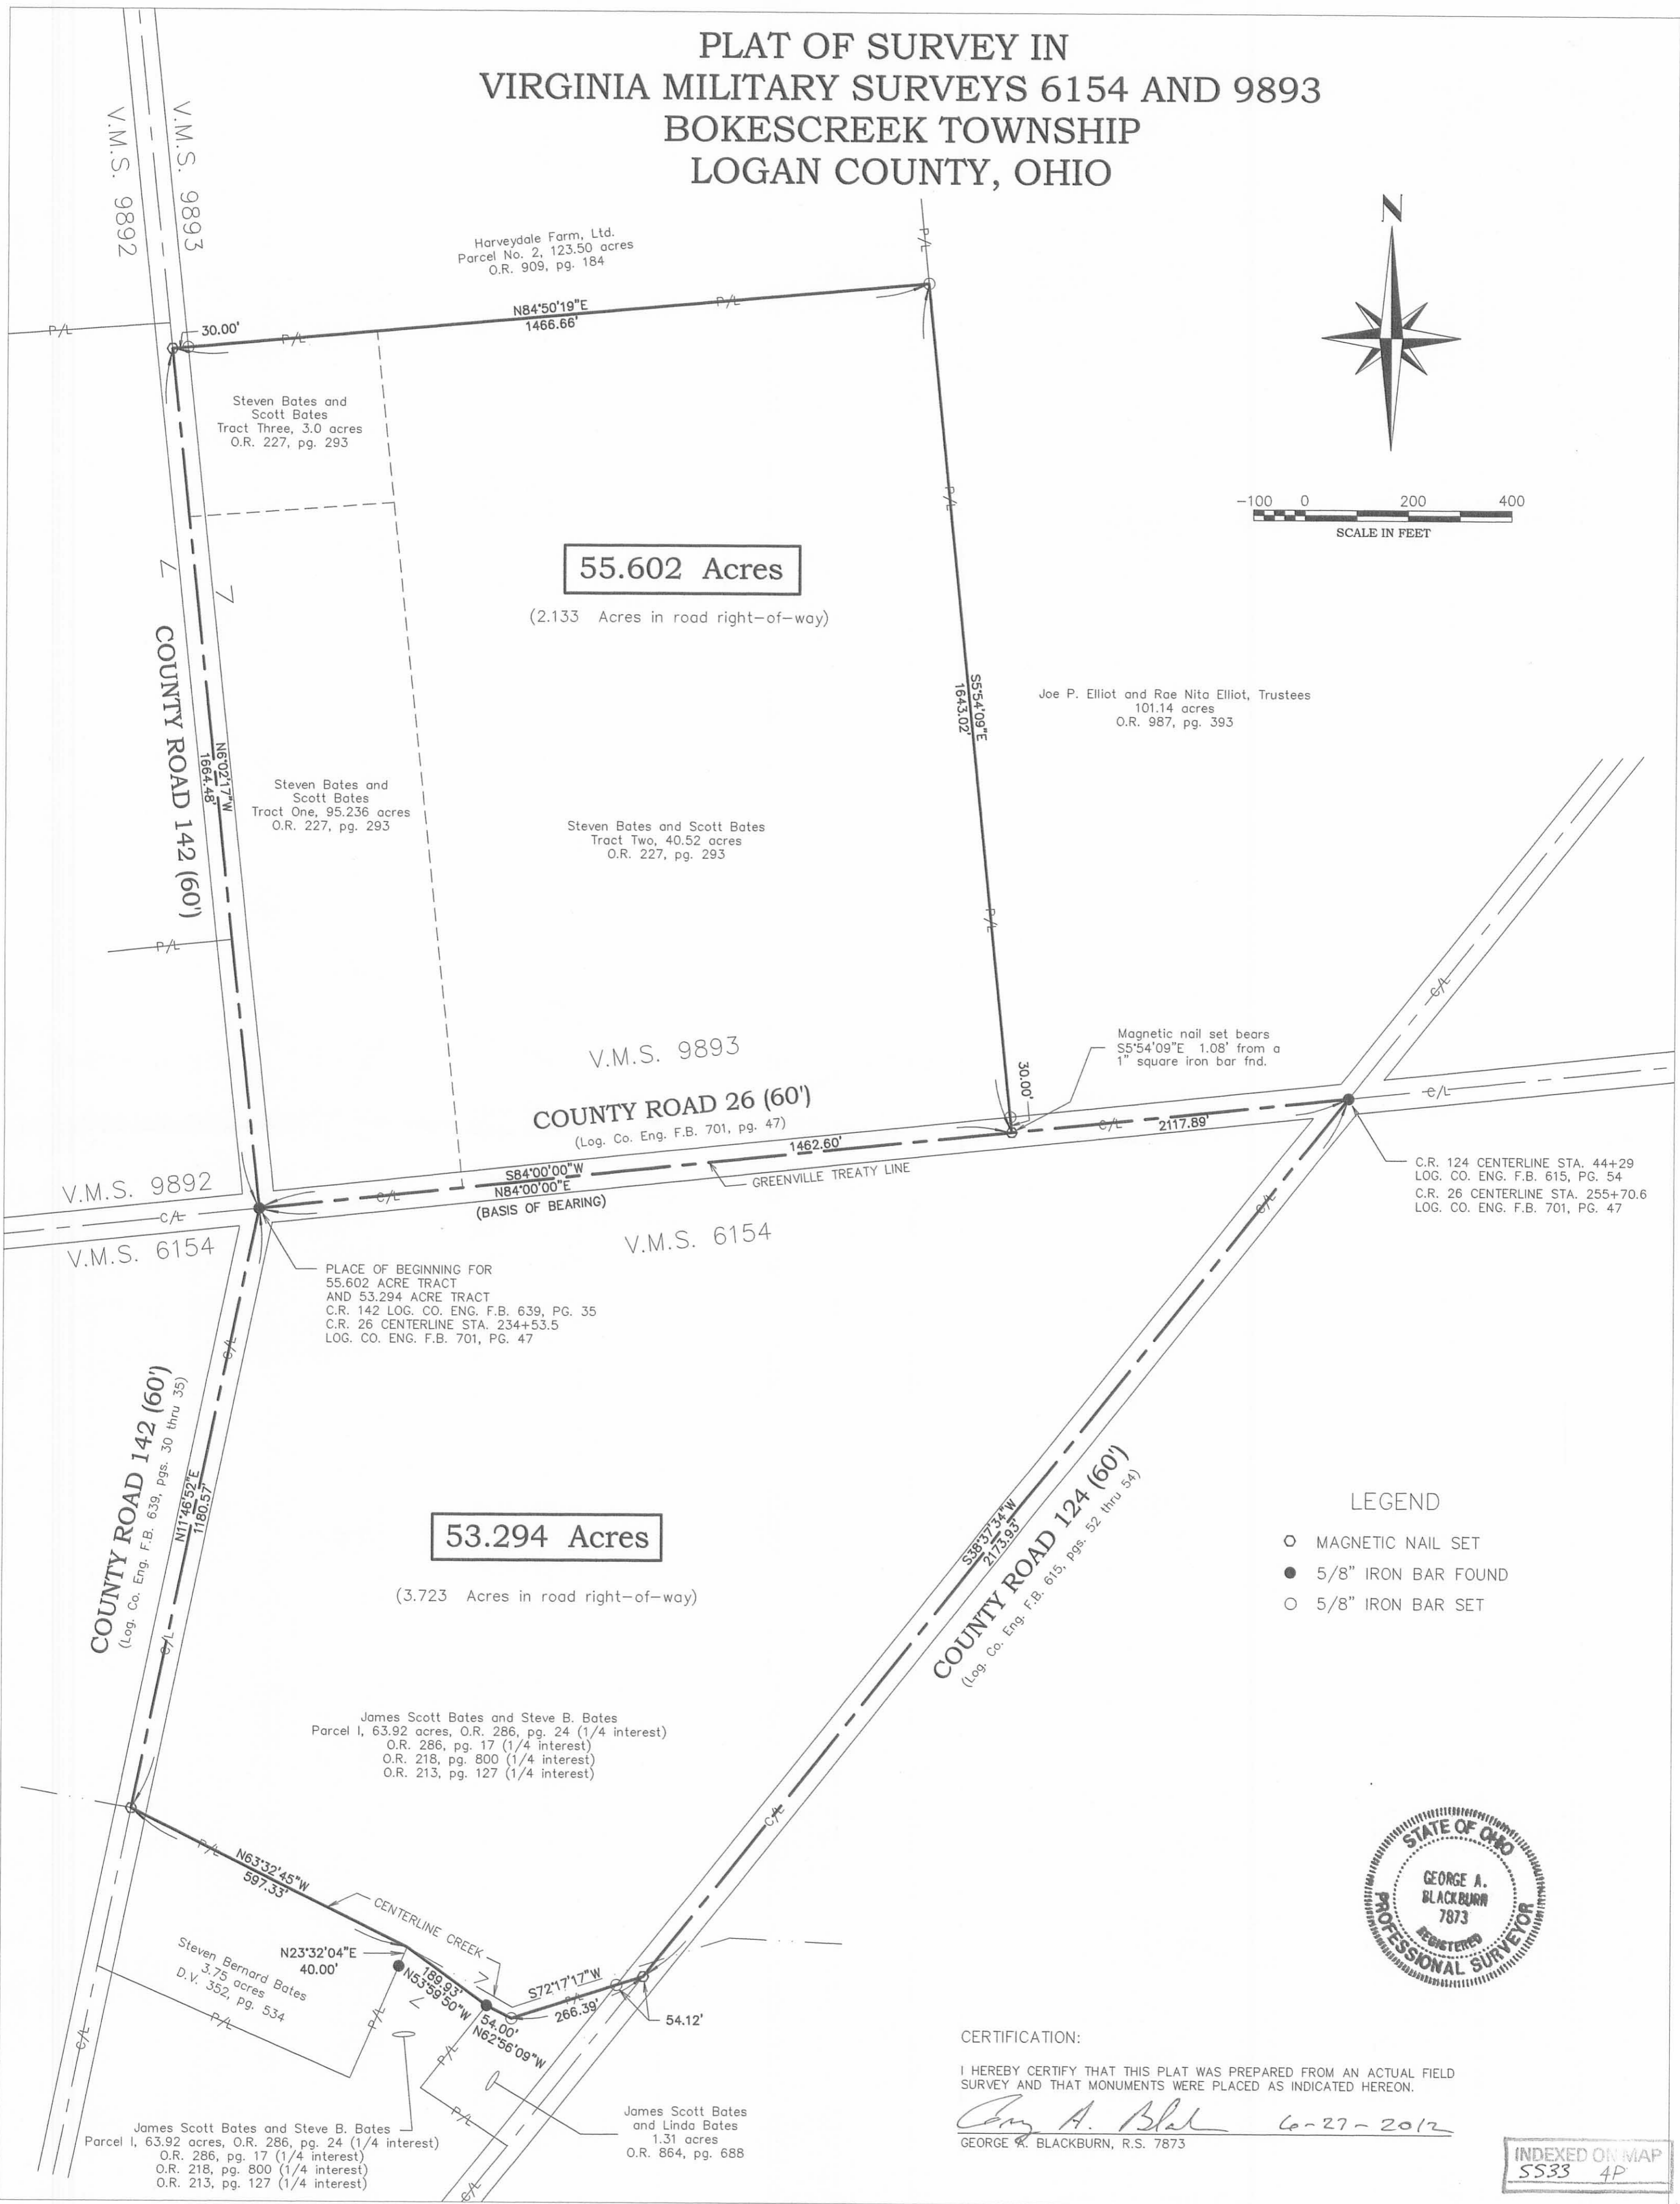 PLAT OF SURVEY IN
VIRGINIA MILITARY SURVEYS 6154 AND 9893
BOKESCREEK TOWNSHIP
LOGAN COUNTY, OHIO
V.M.S. 9892
V.M.S. 9893
Harveydale Farm, Ltd.
Parcel No. 2, 123.50 acres
O.R. 909, pg. 184
P/L
N
N84°50'19"E
1466.66'
P/L
P/L
P/L
30.00'
Steven Bates and
Scott Bates
Tract Three, 3.0 acres
O.R. 227, pg. 293
P/L
-100 0 200 400
SCALE IN FEET
55.602 Acres
(2.133 Acres in road right-of-way)
COUNTY ROAD 142 (60')
N6°02'17"W
1664.48'
S5°54'09"E
1643.02'
Joe P. Elliot and Rae Nita Elliot, Trustees
101.14 acres
O.R. 987, pg. 393
Steven Bates and
Scott Bates
Tract One, 95.236 acres
O.R. 227, pg. 293
Steven Bates and Scott Bates
Tract Two, 40.52 acres
O.R. 227, pg. 293
P/L
P/L
C/L
V.M.S. 9893
Magnetic nail set bears
S5°54'09"E 1.08' from a
1" square iron bar fnd.
30.00'
COUNTY ROAD 26 (60')
(Log. Co. Eng. F.B. 701, pg. 47)
1462.60'
C/L
2117.89'
C/L
S84°00'00"W
N84°00'00"E
(BASIS OF BEARING)
C/L
GREENVILLE TREATY LINE
V.M.S. 9892
C/L
V.M.S. 6154
V.M.S. 6154
C.R. 124 CENTERLINE STA. 44+29
LOG. CO. ENG. F.B. 615, PG. 54
C.R. 26 CENTERLINE STA. 255+70.6
LOG. CO. ENG. F.B. 701, PG. 47
C/L
PLACE OF BEGINNING FOR
55.602 ACRE TRACT
AND 53.294 ACRE TRACT
C.R. 142 LOG. CO. ENG. F.B. 639, PG. 35
C.R. 26 CENTERLINE STA. 234+53.5
LOG. CO. ENG. F.B. 701, PG. 47
C/L
COUNTY ROAD 142 (60')
(Log. Co. Eng. F.B. 639, pgs. 30 thru 35)
N11°46'52"E
1180.57'
C/L
53.294 Acres
(3.723 Acres in road right-of-way)
S38°37'34"W
2173.93'
COUNTY ROAD 124 (60')
(Log. Co. Eng. F.B. 615, pgs. 52 thru 54)
LEGEND
MAGNETIC NAIL SET
5/8" IRON BAR FOUND
5/8" IRON BAR SET
James Scott Bates and Steve B. Bates
Parcel I, 63.92 acres, O.R. 286, pg. 24 (1/4 interest)
O.R. 286, pg. 17 (1/4 interest)
O.R. 218, pg. 800 (1/4 interest)
O.R. 213, pg. 127 (1/4 interest)
C/L
P/L
N63°32'45"W
597.33'
CENTERLINE CREEK
N23°32'04"E
40.00'
189.93'
N53°59'50"W
54.00'
N62°56'09"W
S72°17'17"W
P/L
266.39'
54.12'
Steven Bernard Bates
3.75 acres
D.V. 352, pg. 534
P/L
P/L
P/L
P/L
C/L
C/L
James Scott Bates and Steve B. Bates
Parcel I, 63.92 acres, O.R. 286, pg. 24 (1/4 interest)
O.R. 286, pg. 17 (1/4 interest)
O.R. 218, pg. 800 (1/4 interest)
O.R. 213, pg. 127 (1/4 interest)
James Scott Bates
and Linda Bates
1.31 acres
O.R. 864, pg. 688
STATE OF OHIO
GEORGE A.
BLACKBURN
7873
REGISTERED
PROFESSIONAL SURVEYOR
CERTIFICATION:
I HEREBY CERTIFY THAT THIS PLAT WAS PREPARED FROM AN ACTUAL FIELD
SURVEY AND THAT MONUMENTS WERE PLACED AS INDICATED HEREON.
6-27-2012
GEORGE A. BLACKBURN, R.S. 7873
INDEXED ON MAP
SS33 4P